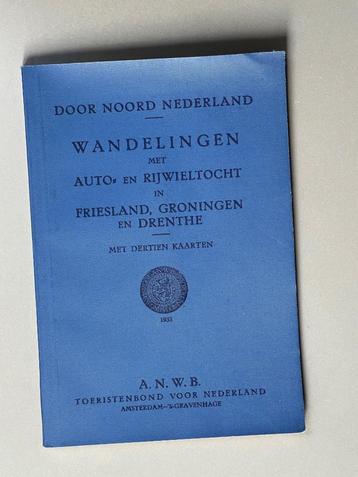 DOOR NOORD NEDERLAND
WANDELINGEN
MET
AUTO- EN RIJWIELTOCHT
IN
FRIESLAND, GRONINGEN
EN DRENTHE
MET DERTIEN KAARTEN
A.N.W.B.
TOERISTENBOND VOOR NEDERLAND
AMSTERDAM—'S-GRAVENHAGE